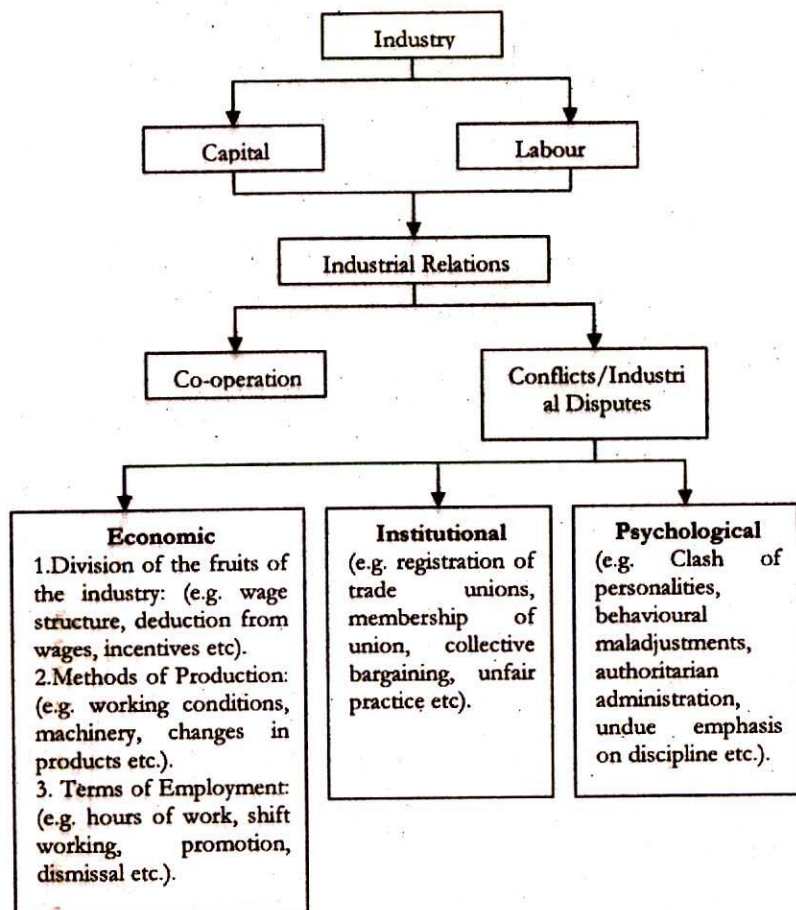 Industry
Capital
Labour
Industrial Relations
Co-operation
Conflicts/Industri
al Disputes
Economic
1.Division of the fruits of
the industry: (e.g. wage
structure, deduction from
wages, incentives etc).
2.Methods of Production:
(e.g. working conditions,
machinery, changes in
products etc.).
3. Terms of Employment:
(e.g. hours of work, shift
working, promotion,
dismissal etc.).
Institutional
(e.g. registration of
trade unions,
membership of
union, collective
bargaining, unfair
practice etc).
Psychological
(e.g. Clash of
personalities,
behavioural
maladjustments,
authoritarian
administration,
undue emphasis
on discipline etc.).